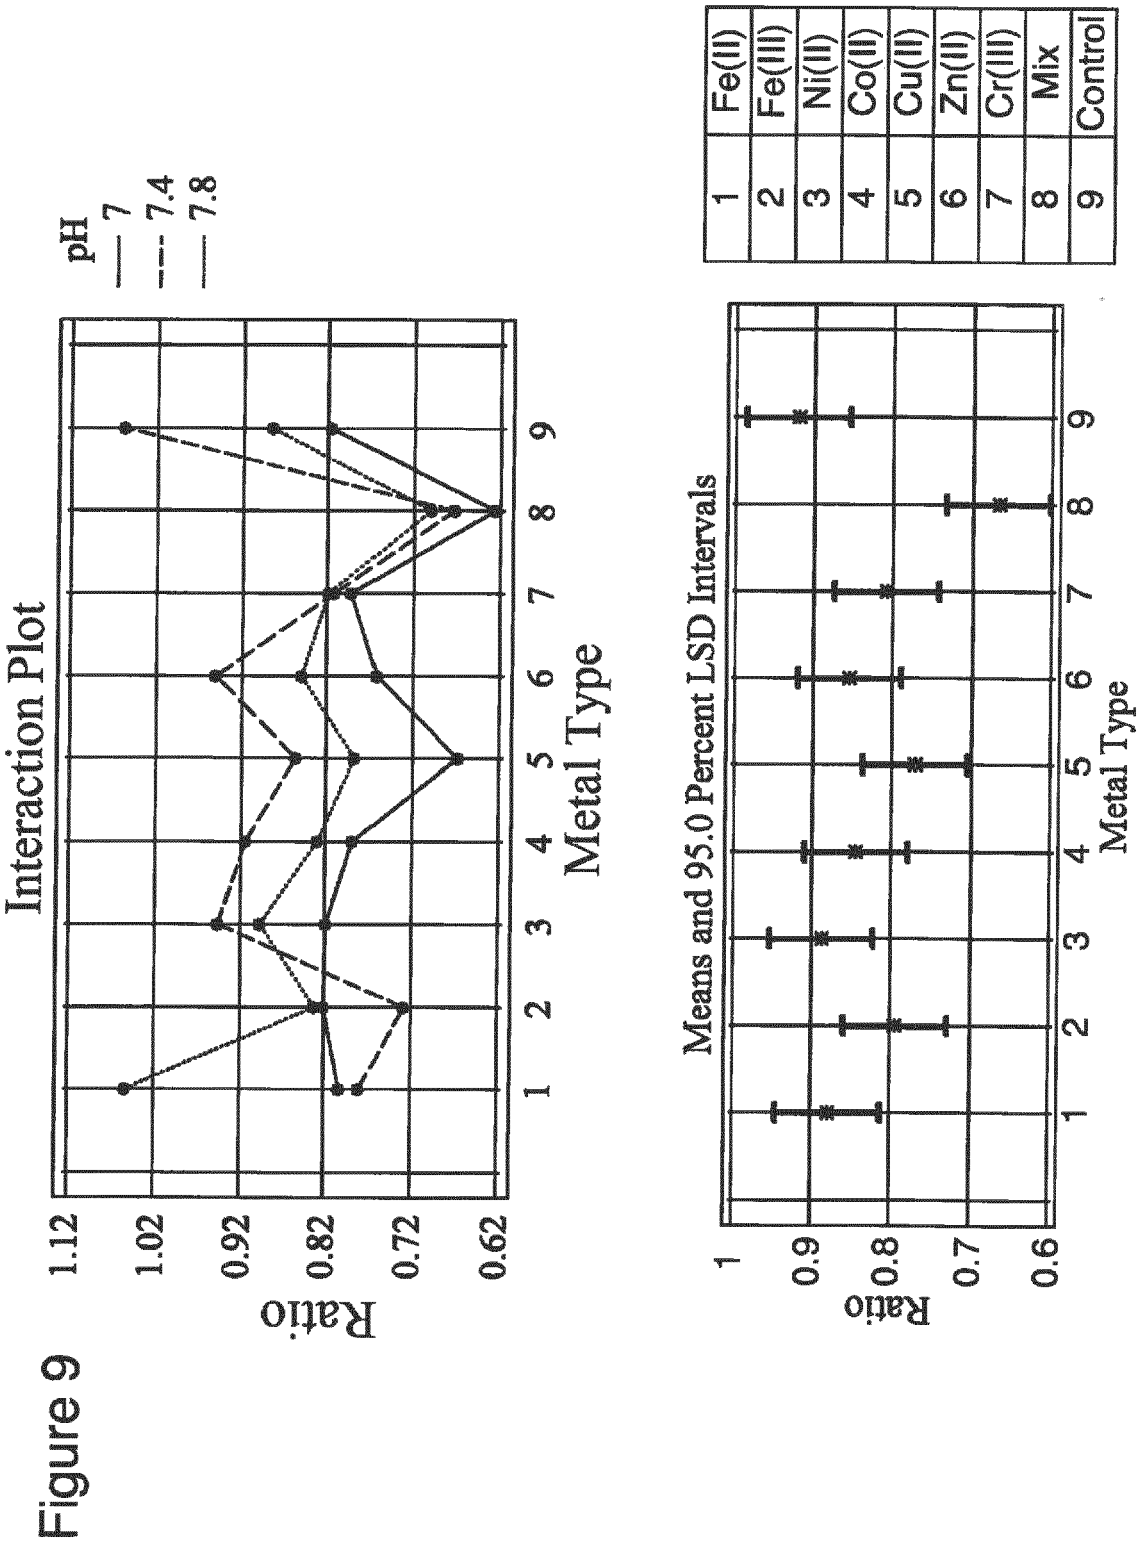 Figure 9
Interaction Plot
pH
7
7.4
7.8
1.12
1.02
0.92
0.82
0.72
0.62
Ratio
1 2 3 4 5 6 7 8 9
Metal Type
Means and 95.0 Percent LSD Intervals
1
0.9
0.8
0.7
0.6
Ratio
1 2 3 4 5 6 7 8 9
Metal Type
1 Fe(II)
2 Fe(III)
3 Ni(II)
4 Co(II)
5 Cu(II)
6 Zn(II)
7 Cr(III)
8 Mix
9 Control